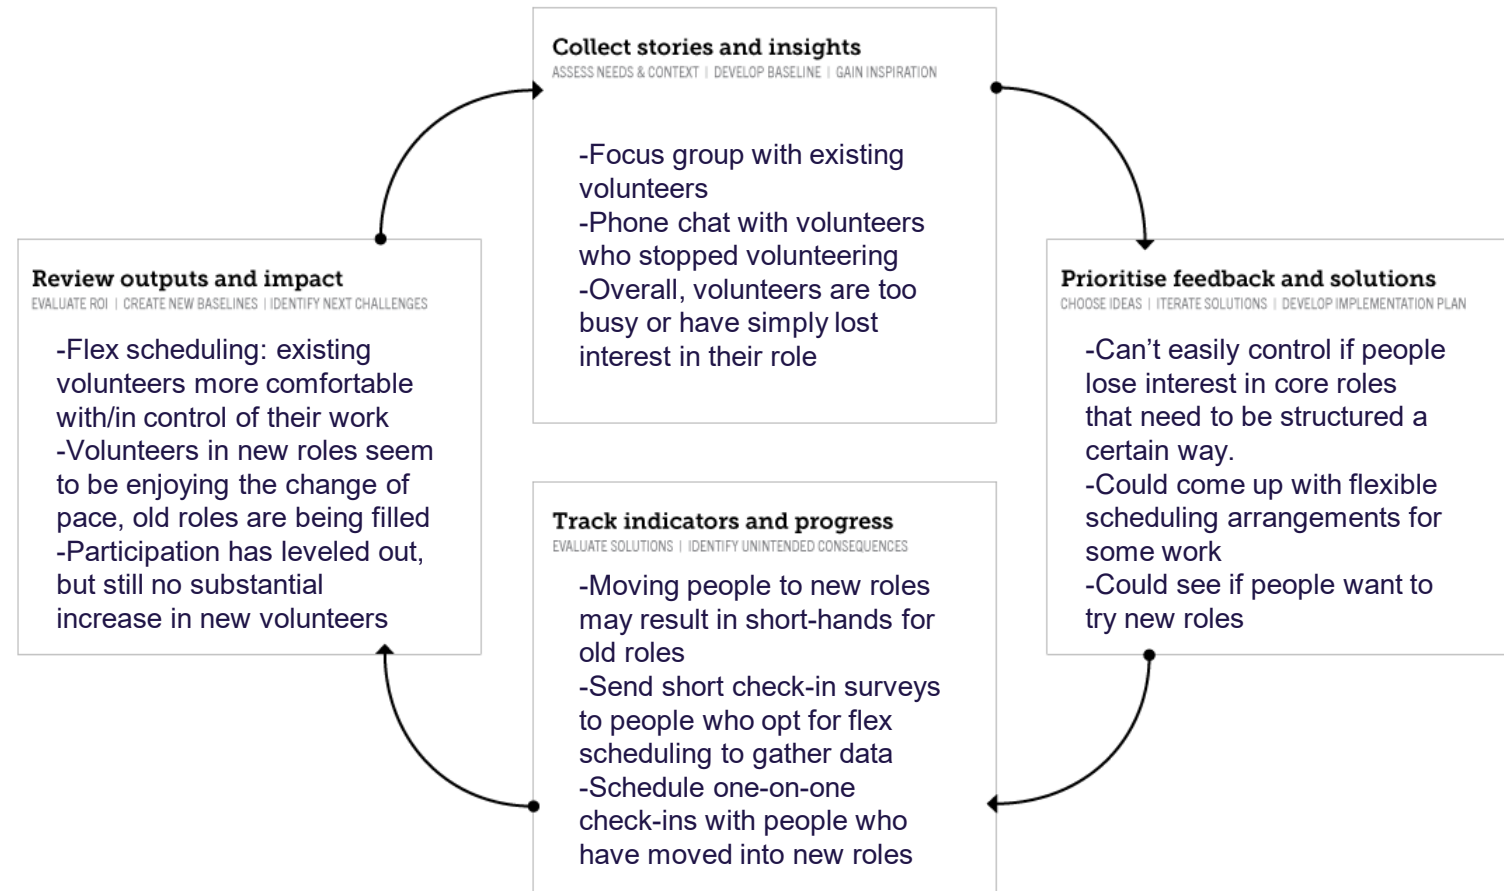 Collect stories and insights
ASSESS NEEDS & CONTEXT | DEVELOP BASELINE | GAIN INSPIRATION
-Focus group with existing
volunteers
-Phone chat with volunteers
who stopped volunteering
-Overall, volunteers are too
busy or have simply lost
interest in their role
Prioritise feedback and solutions
CHOOSE IDEAS | ITERATE SOLUTIONS | DEVELOP IMPLEMENTATION PLAN
-Can’t easily control if people
lose interest in core roles
that need to be structured a
certain way.
-Could come up with flexible
scheduling arrangements for
some work
-Could see if people want to
try new roles
Track indicators and progress
EVALUATE SOLUTIONS | IDENTIFY UNINTENDED CONSEQUENCES
-Moving people to new roles
may result in short-hands for
old roles
-Send short check-in surveys
to people who opt for flex
scheduling to gather data
-Schedule one-on-one
check-ins with people who
have moved into new roles
Review outputs and impact
EVALUATE ROI | CREATE NEW BASELINES | IDENTIFY NEXT CHALLENGES
-Flex scheduling: existing
volunteers more comfortable
with/in control of their work
-Volunteers in new roles seem
to be enjoying the change of
pace, old roles are being filled
-Participation has leveled out,
but still no substantial
increase in new volunteers